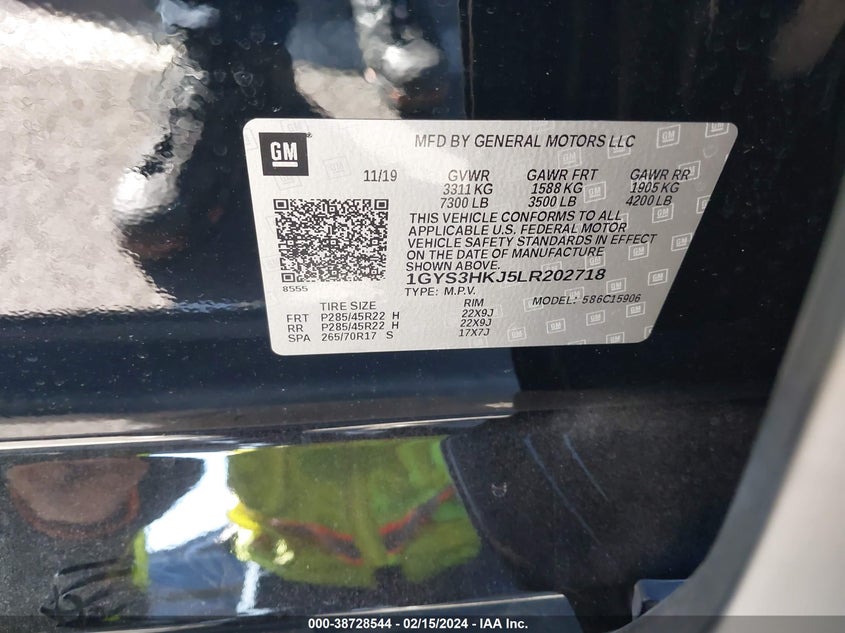 GM
MFD BY GENERAL MOTORS LLC
11/19 GVWR GAWR FRT GAWR RR
3311 KG 1588 KG 1905 KG
7300 LB 3500 LB 4200 LB
THIS VEHICLE CONFORMS TO ALL
APPLICABLE U.S. FEDERAL MOTOR
VEHICLE SAFETY STANDARDS IN EFFECT
ON THE DATE OF MANUFACTURE
SHOWN ABOVE.
8555
1GYS3HKJ5LR202718
TYPE: M.P.V. MODEL: 586C15906
TIRE SIZE RIM
FRT P285/45R22 H 22X9J
RR P285/45R22 H 22X9J
SPA 265/70R17 S 17X7J
000-38728544 - 02/15/2024 - IAA Inc.